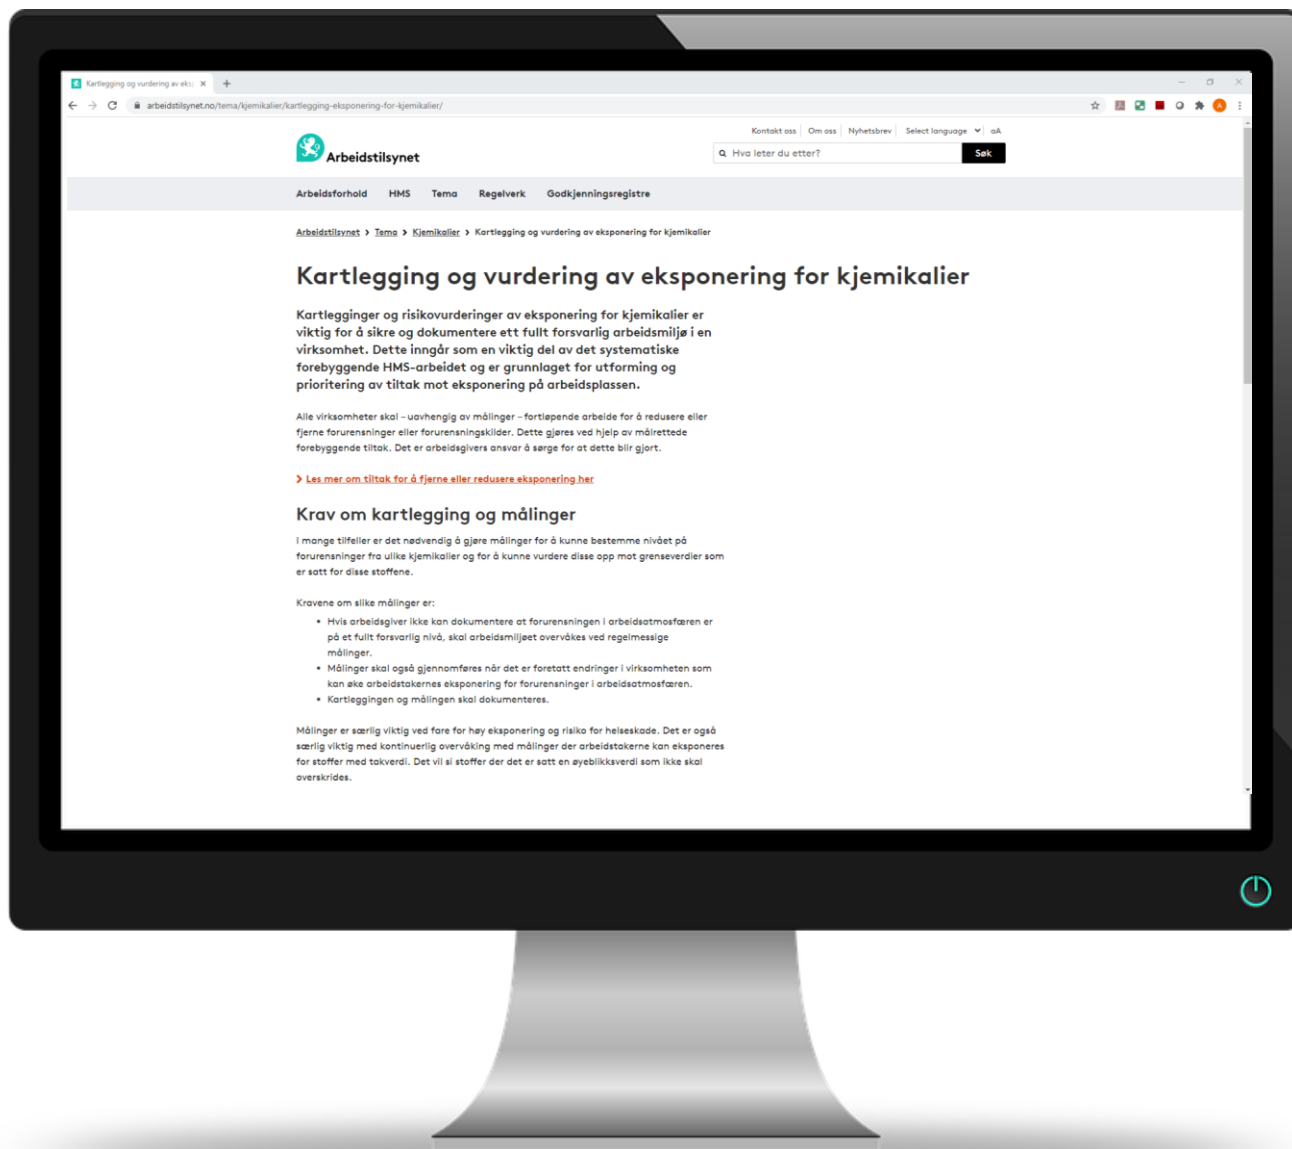 Kartlegging og vurdering av eks
arbeidstilsynet.no/tema/kjemikalier/kartlegging-eksponering-for-kjemikalier/
Kontakt oss Om oss Nyhetsbrev Select language aA
Arbeidstilsynet
Hva leter du etter? Søk
Arbeidsforhold HMS Tema Regelverk Godkjenningsregistre
Arbeidstilsynet > Tema > Kjemikalier > Kartlegging og vurdering av eksponering for kjemikalier
Kartlegging og vurdering av eksponering for kjemikalier
Kartlegginger og risikovurderinger av eksponering for kjemikalier er
viktig for å sikre og dokumentere ett fullt forsvarlig arbeidsmiljø i en
virksomhet. Dette inngår som en viktig del av det systematiske
forebyggende HMS-arbeidet og er grunnlaget for utforming og
prioritering av tiltak mot eksponering på arbeidsplassen.
Alle virksomheter skal – uavhengig av målinger – fortløpende arbeide for å redusere eller
fjerne forurensninger eller forurensningskilder. Dette gjøres ved hjelp av målrettede
forebyggende tiltak. Det er arbeidsgivers ansvar å sørge for at dette blir gjort.
> Les mer om tiltak for å fjerne eller redusere eksponering her
Krav om kartlegging og målinger
I mange tilfeller er det nødvendig å gjøre målinger for å kunne bestemme nivået på
forurensninger fra ulike kjemikalier og for å kunne vurdere disse opp mot grenseverdier som
er satt for disse stoffene.
Kravene om slike målinger er:
• Hvis arbeidsgiver ikke kan dokumentere at forurensningen i arbeidsatmosfæren er
på et fullt forsvarlig nivå, skal arbeidsmiljøet overvåkes ved regelmessige
målinger.
• Målinger skal også gjennomføres når det er foretatt endringer i virksomheten som
kan øke arbeidstakernes eksponering for forurensninger i arbeidsatmosfæren.
• Kartleggingen og målingen skal dokumenteres.
Målinger er særlig viktig ved fare for høy eksponering og risiko for helseskade. Det er også
særlig viktig med kontinuerlig overvåking med målinger der arbeidstakerne kan eksponeres
for stoffer med takverdi. Det vil si stoffer der det er satt en øyeblikksverdi som ikke skal
overskrides.